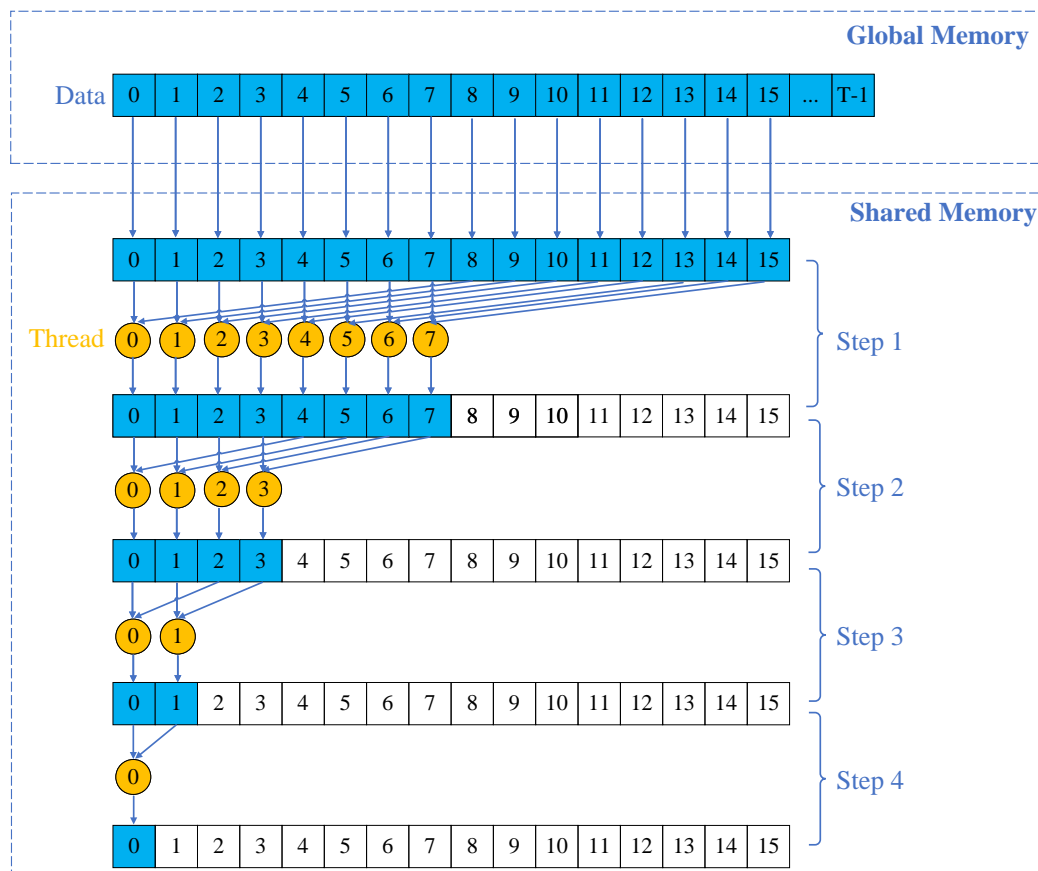 Global Memory
Data 0 1 2 3 4 5 6 7 8 9 10 11 12 13 14 15 ... T-1
Shared Memory
0 1 2 3 4 5 6 7 8 9 10 11 12 13 14 15
Thread 0 1 2 3 4 5 6 7
Step 1
0 1 2 3 4 5 6 7 8 9 10 11 12 13 14 15
0 1 2 3
Step 2
0 1 2 3 4 5 6 7 8 9 10 11 12 13 14 15
0 1
Step 3
0 1 2 3 4 5 6 7 8 9 10 11 12 13 14 15
0
Step 4
0 1 2 3 4 5 6 7 8 9 10 11 12 13 14 15